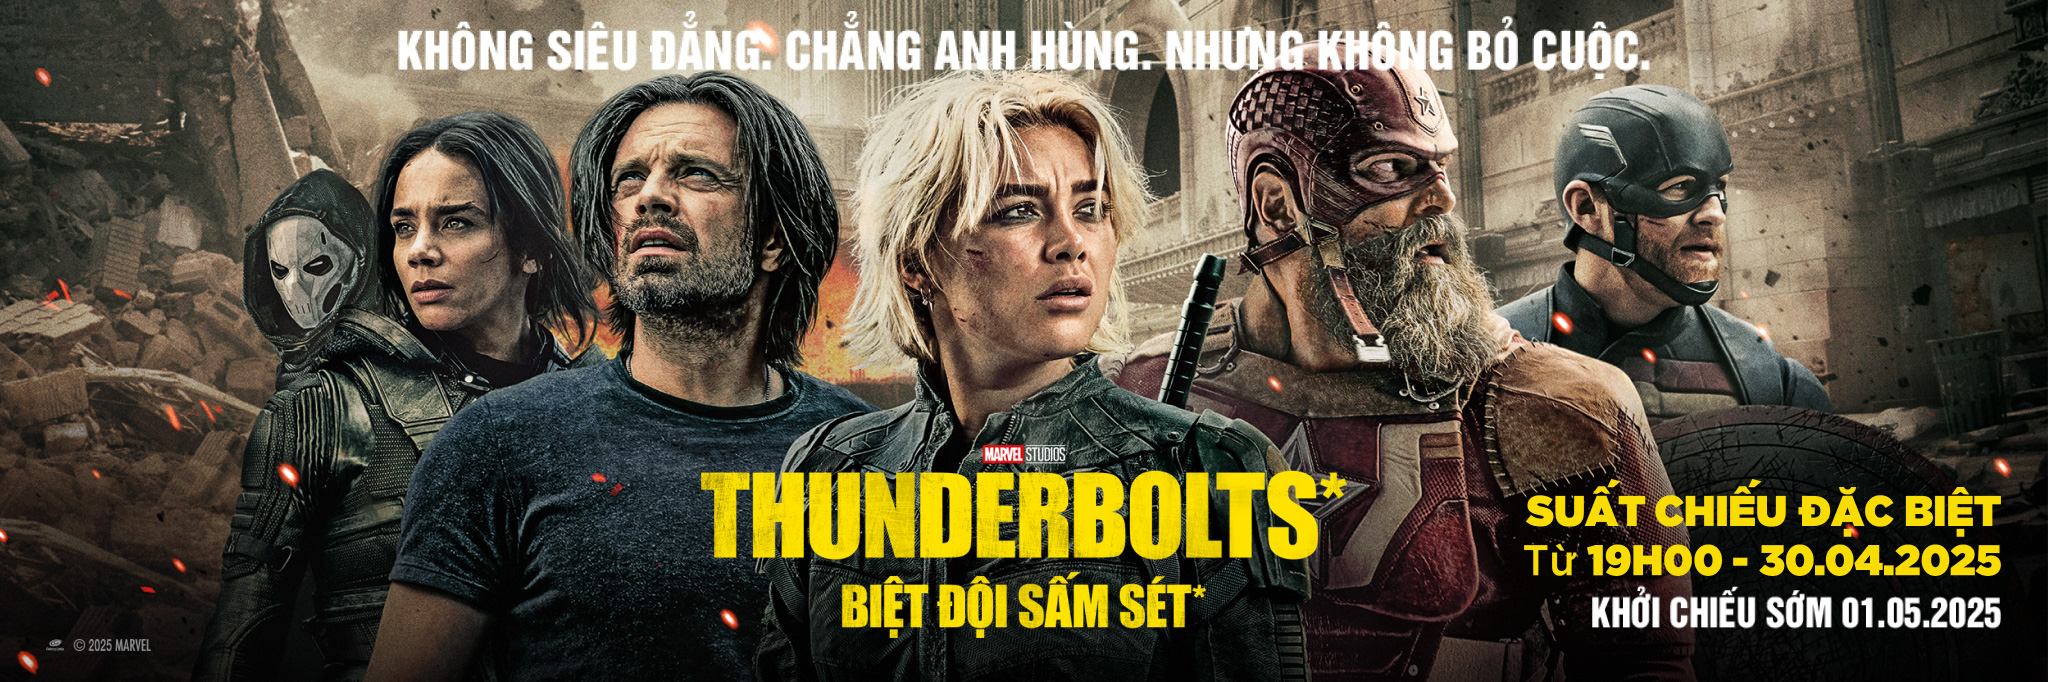 KHÔNG SIÊU ĐẲNG. CHẲNG ANH HÙNG. NHƯNG KHÔNG BỎ CUỘC.
MARVEL STUDIOS
THUNDERBOLTS*
BIỆT ĐỘI SẤM SÉT*
SUẤT CHIẾU ĐẶC BIỆT
Từ 19H00 - 30.04.2025
KHỞI CHIẾU SỚM 01.05.2025
© 2025 MARVEL